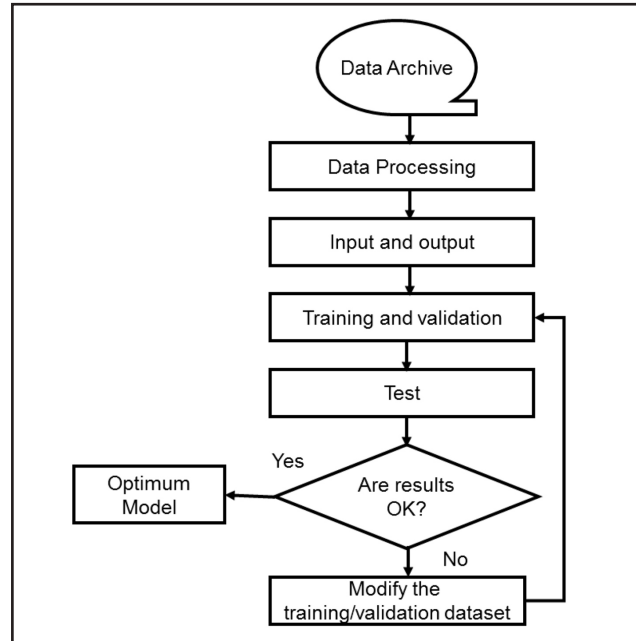 Data Archive
Data Processing
Input and output
Training and validation
Test
Yes
Are results
OK?
Optimum
Model
No
Modify the
training/validation dataset